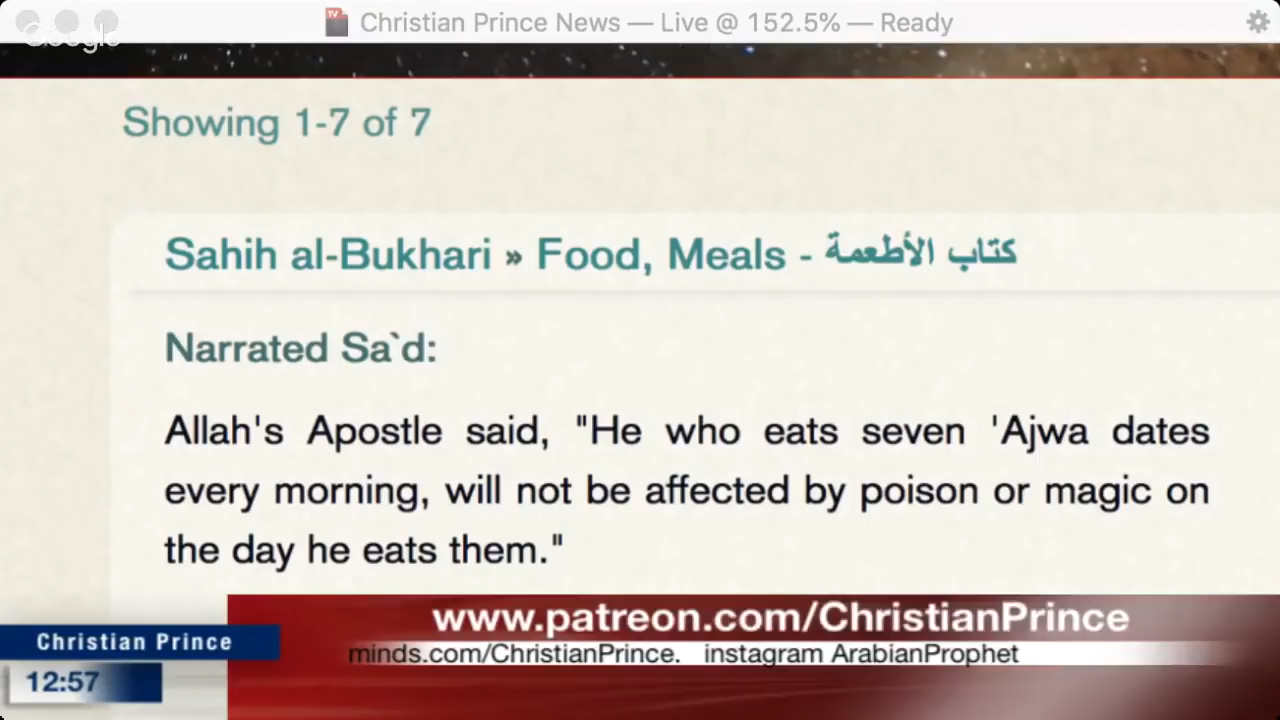 Christian Prince News — Live @ 152.5% — Ready
Google
Showing 1-7 of 7
Sahih al-Bukhari » Food, Meals - كتاب الأطعمة
Narrated Sa`d:
Allah's Apostle said, "He who eats seven 'Ajwa dates
every morning, will not be affected by poison or magic on
the day he eats them."
www.patreon.com/ChristianPrince
Christian Prince
minds.com/ChristianPrince. instagram ArabianProphet
12:57